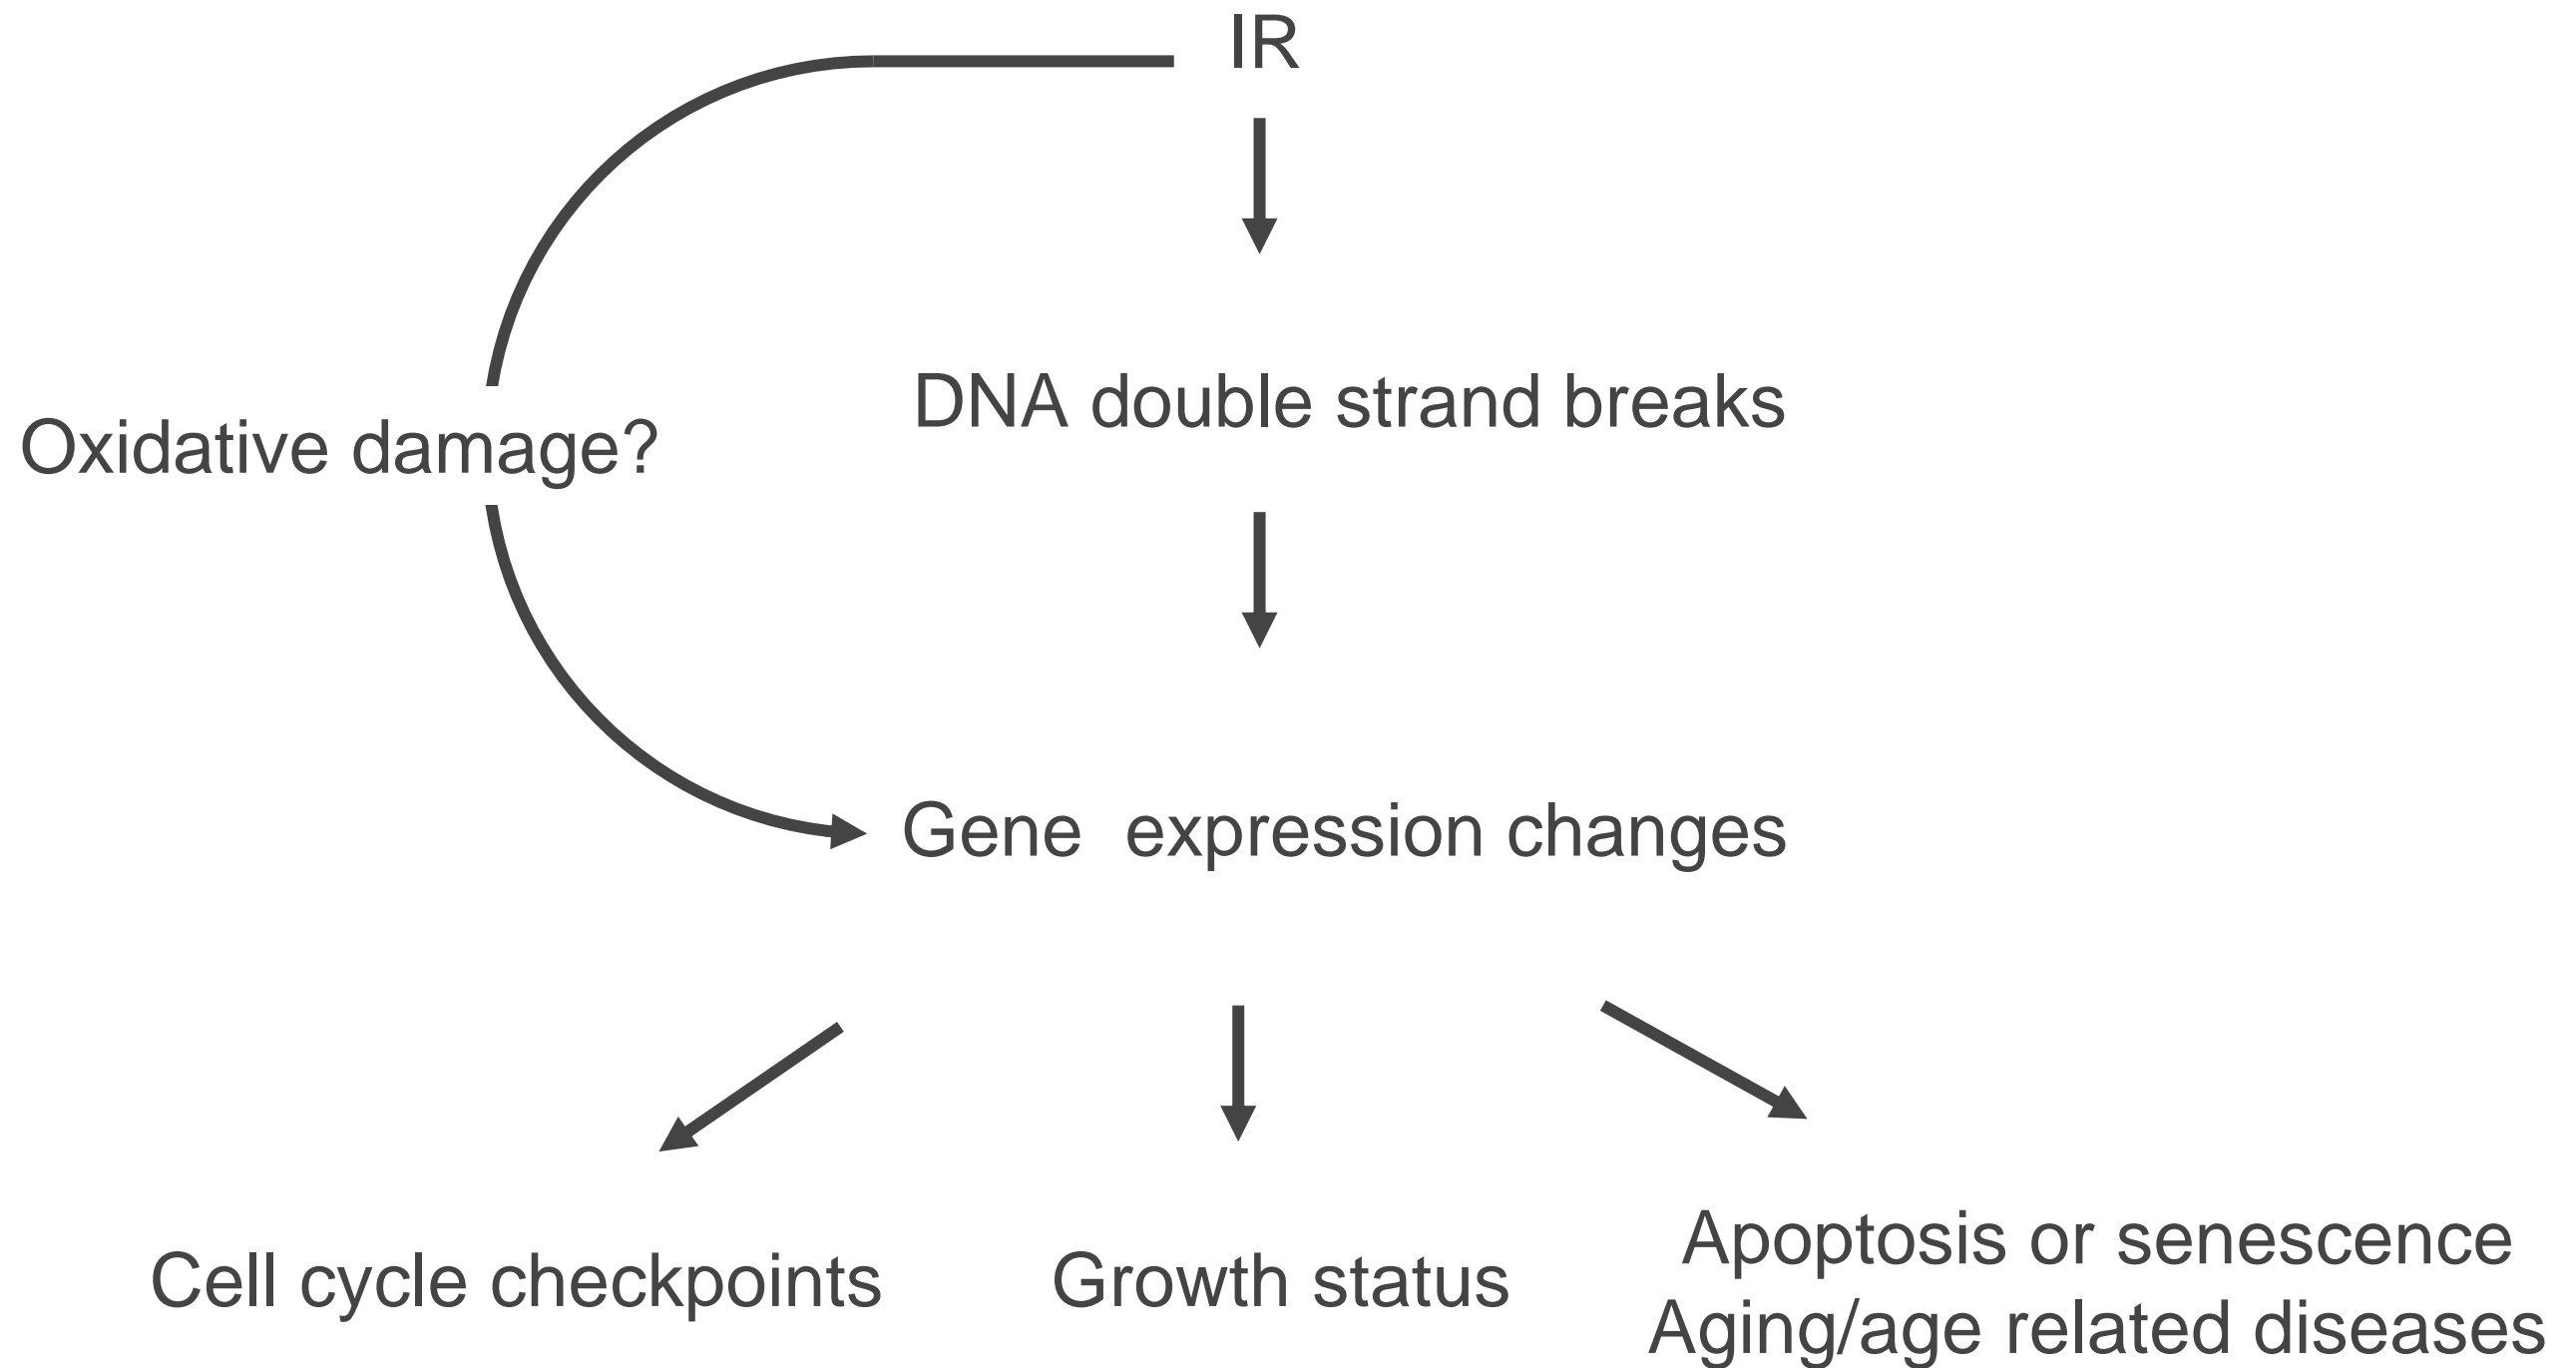 IR
DNA double strand breaks
Oxidative damage?
Gene expression changes
Cell cycle checkpoints
Growth status
Apoptosis or senescence
Aging/age related diseases